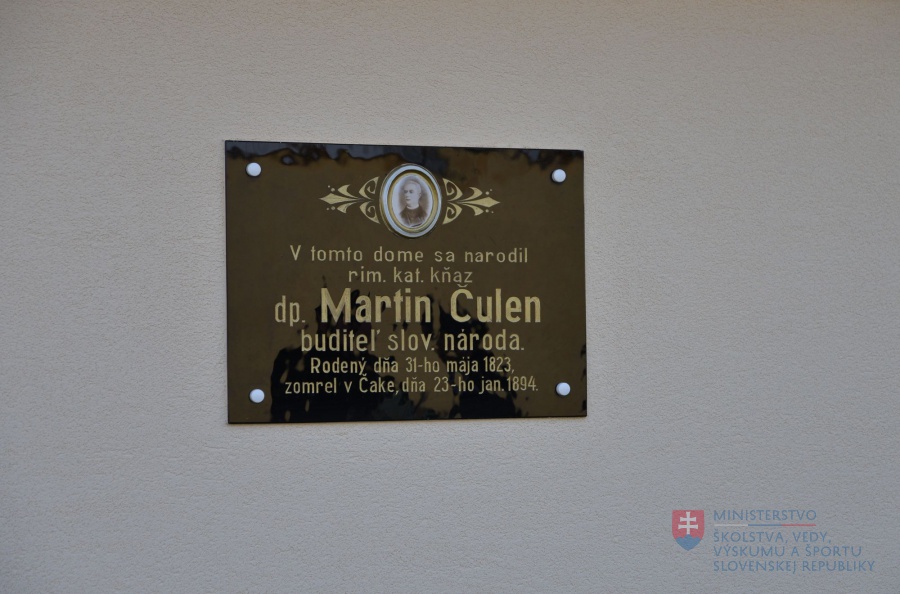 V tomto dome sa narodil
rim. kat. kňaz
dp. Martin Čulen
buditeľ slov. národa.
Rodený dňa 31-ho mája 1823,
zomrel v Čake, dňa 23-ho jan. 1894.
MINISTERSTVO
ŠKOLSTVA, VEDY,
VÝSKUMU A ŠPORTU
SLOVENSKEJ REPUBLIKY